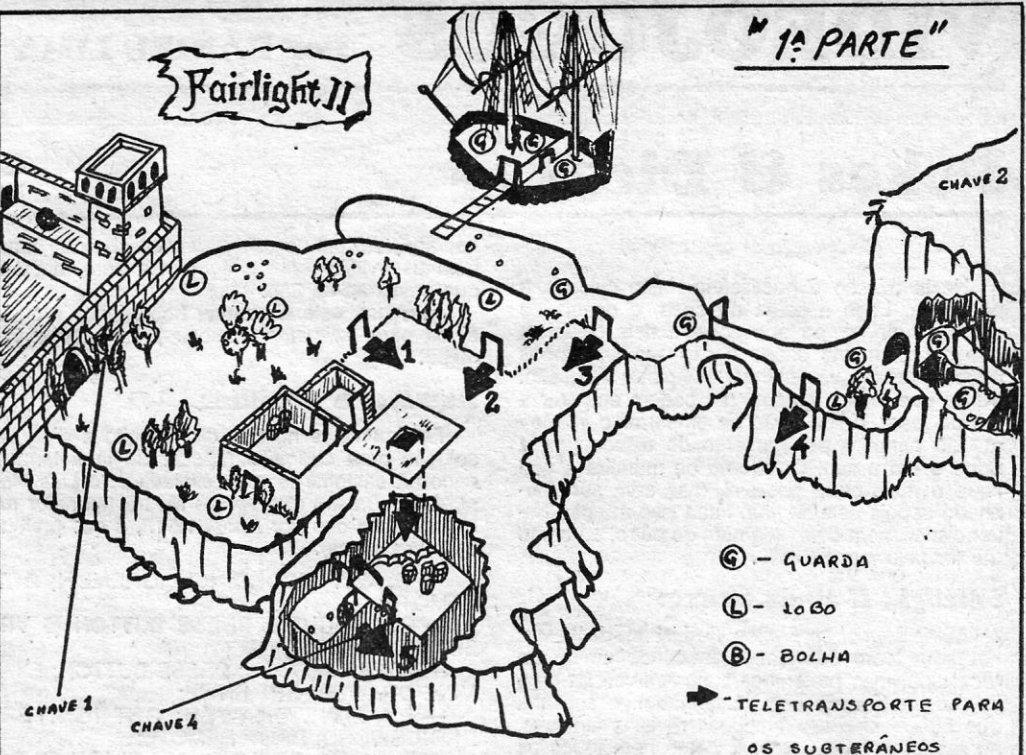 "1ª PARTE"
Fairlight II
G
G
G
CHAVE 2
L
L
L
G
G
G
G
1
2
3
L
G
4
L
L
5
G - GUARDA
L - LOBO
B - BOLHA
CHAVE 1
CHAVE 4
- TELETRANSPORTE PARA
OS SUBTERÂNEOS